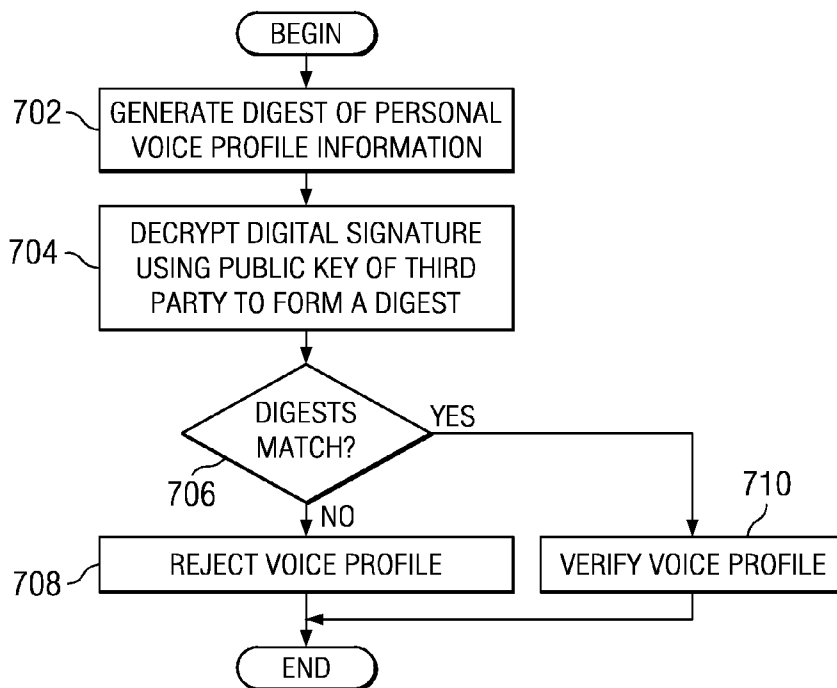 BEGIN
702
GENERATE DIGEST OF PERSONAL
VOICE PROFILE INFORMATION
704
DECRYPT DIGITAL SIGNATURE
USING PUBLIC KEY OF THIRD
PARTY TO FORM A DIGEST
DIGESTS
MATCH?
YES
706
NO
710
708
REJECT VOICE PROFILE
VERIFY VOICE PROFILE
END